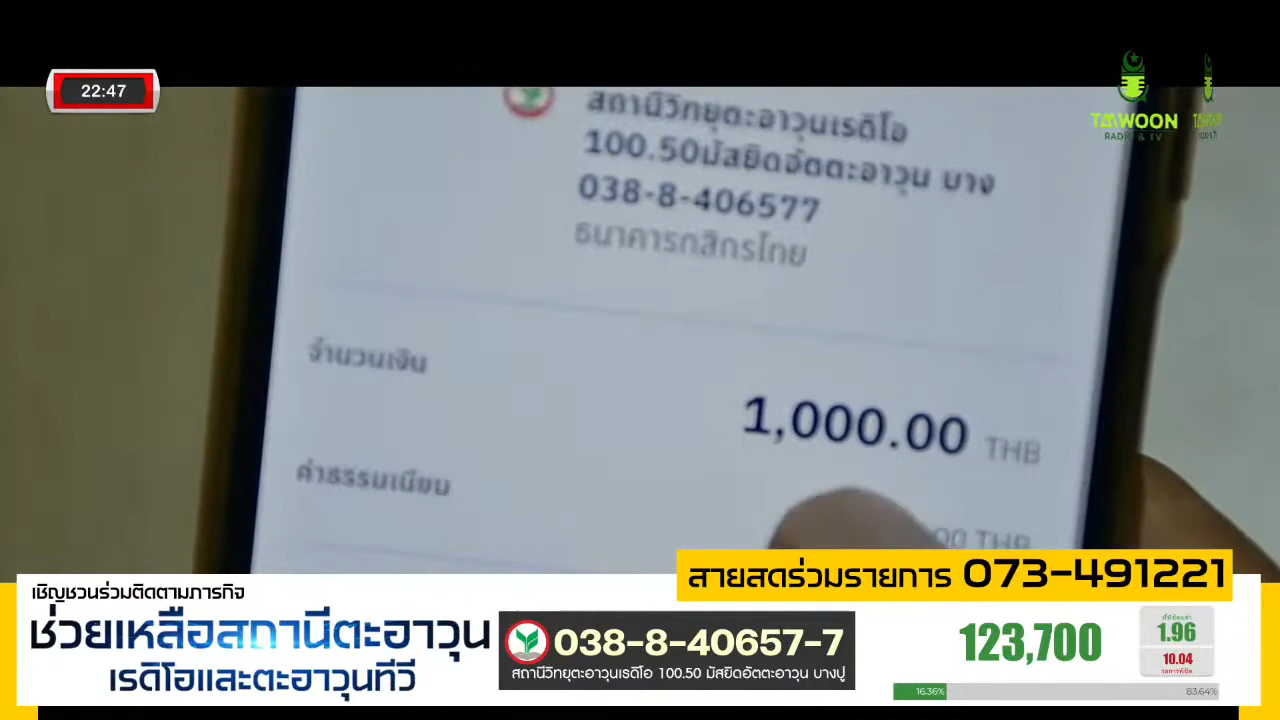 22:47
TAAWOON
RADIO & TV
สถานีวิทยุตะอาวุนเรดิโอ
100.50มัสยิดอัตตะอาวุน บาง
038-8-406577
ธนาคารกสิกรไทย
จำนวนเงิน
1,000.00 THB
ค่าธรรมเนียม
00 THB
สายสดร่วมรายการ 073-491221
เชิญชวนร่วมติดตามภารกิจ
ช่วยเหลือสถานีตะอาวุน
เรดิโอและตะอาวุนทีวี
038-8-40657-7
สถานีวิทยุตะอาวุนเรดิโอ 100.50 มัสยิดอัตตะอาวุน บางปู
123,700
1.96
10.04
16.36%
83.64%